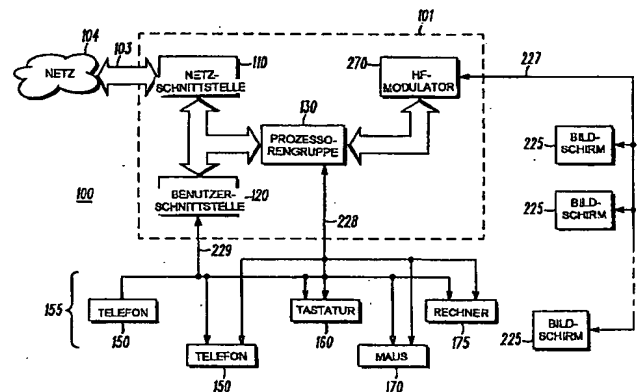 101
104
103
NETZ
110
NETZ-
SCHNITTSTELLE
270
HF-
MODULATOR
227
130
PROZESSO-
RENGRUPPE
225
BILD-
SCHIRM
100
BENUTZER-
SCHNITTSTELLE
120
228
225
BILD-
SCHIRM
229
155
TELEFON
150
TASTATUR
160
RECHNER
175
TELEFON
150
MAUS
170
225
BILD-
SCHIRM